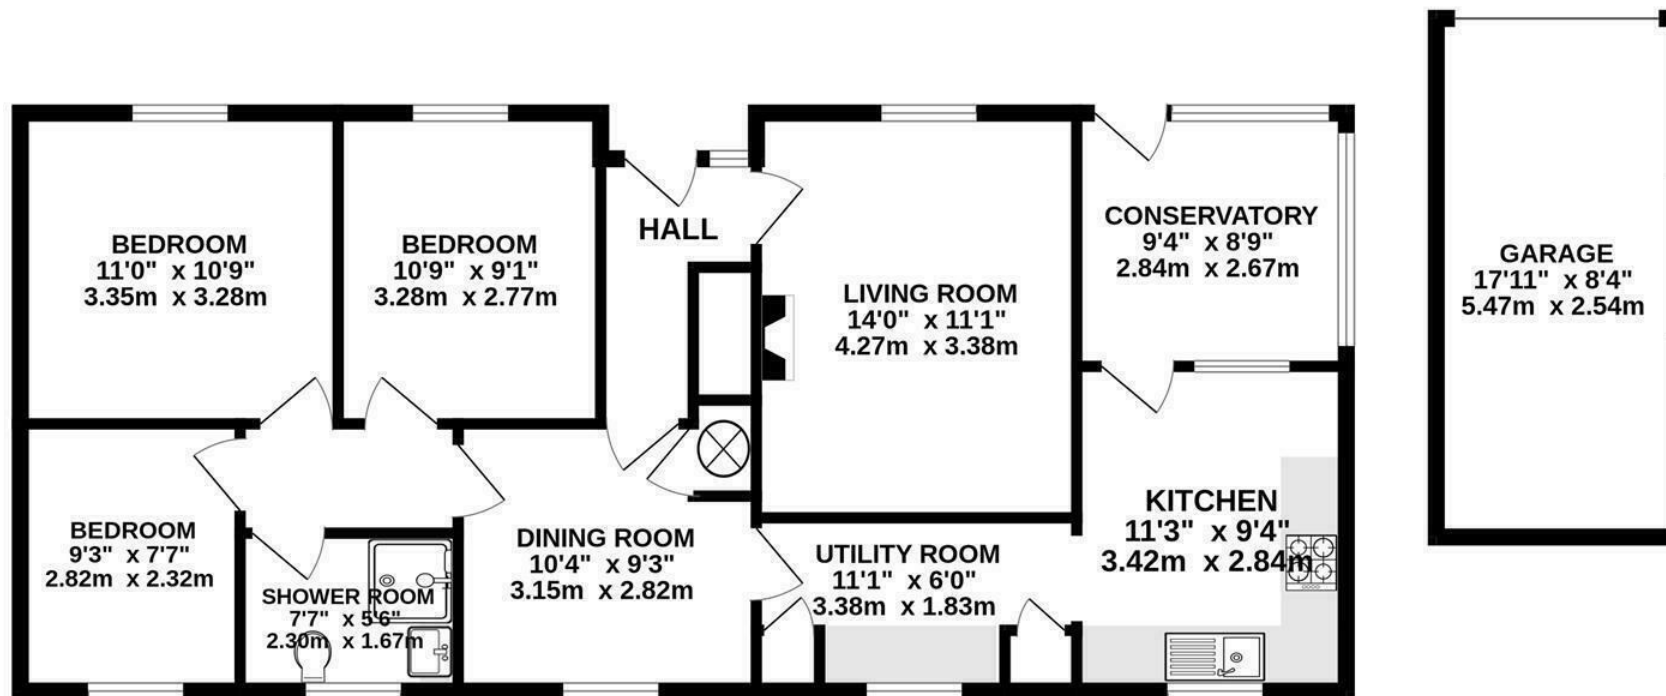 BEDROOM
11'0" x 10'9"
3.35m x 3.28m
BEDROOM
10'9" x 9'1"
3.28m x 2.77m
HALL
LIVING ROOM
14'0" x 11'1"
4.27m x 3.38m
CONSERVATORY
9'4" x 8'9"
2.84m x 2.67m
GARAGE
17'11" x 8'4"
5.47m x 2.54m
BEDROOM
9'3" x 7'7"
2.82m x 2.32m
SHOWER ROOM
7'7" x 5'6"
2.30m x 1.67m
DINING ROOM
10'4" x 9'3"
3.15m x 2.82m
UTILITY ROOM
11'1" x 6'0"
3.38m x 1.83m
KITCHEN
11'3" x 9'4"
3.42m x 2.84m